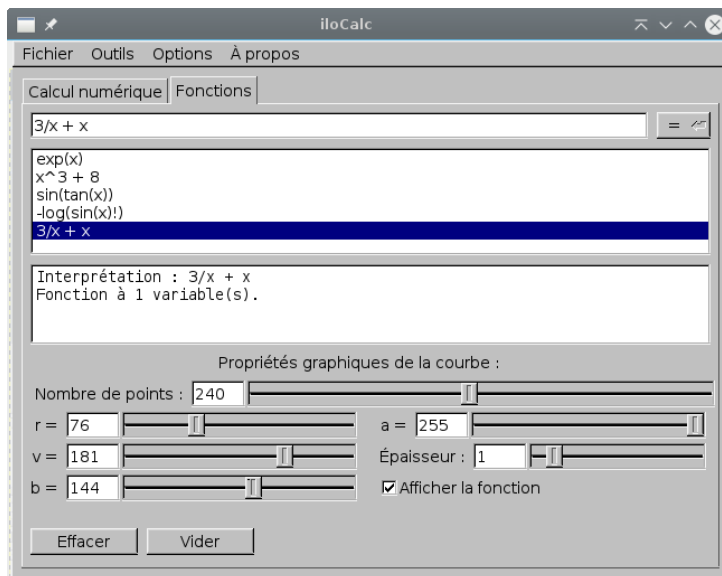 iloCalc
Fichier Outils Options À propos
Calcul numérique Fonctions
3/x + x =
exp(x)
x^3 + 8
sin(tan(x))
-log(sin(x)!)
3/x + x
Interprétation : 3/x + x
Fonction à 1 variable(s).
Propriétés graphiques de la courbe :
Nombre de points : 240
r = 76 a = 255
v = 181 Épaisseur : 1
b = 144 Afficher la fonction
Effacer Vider